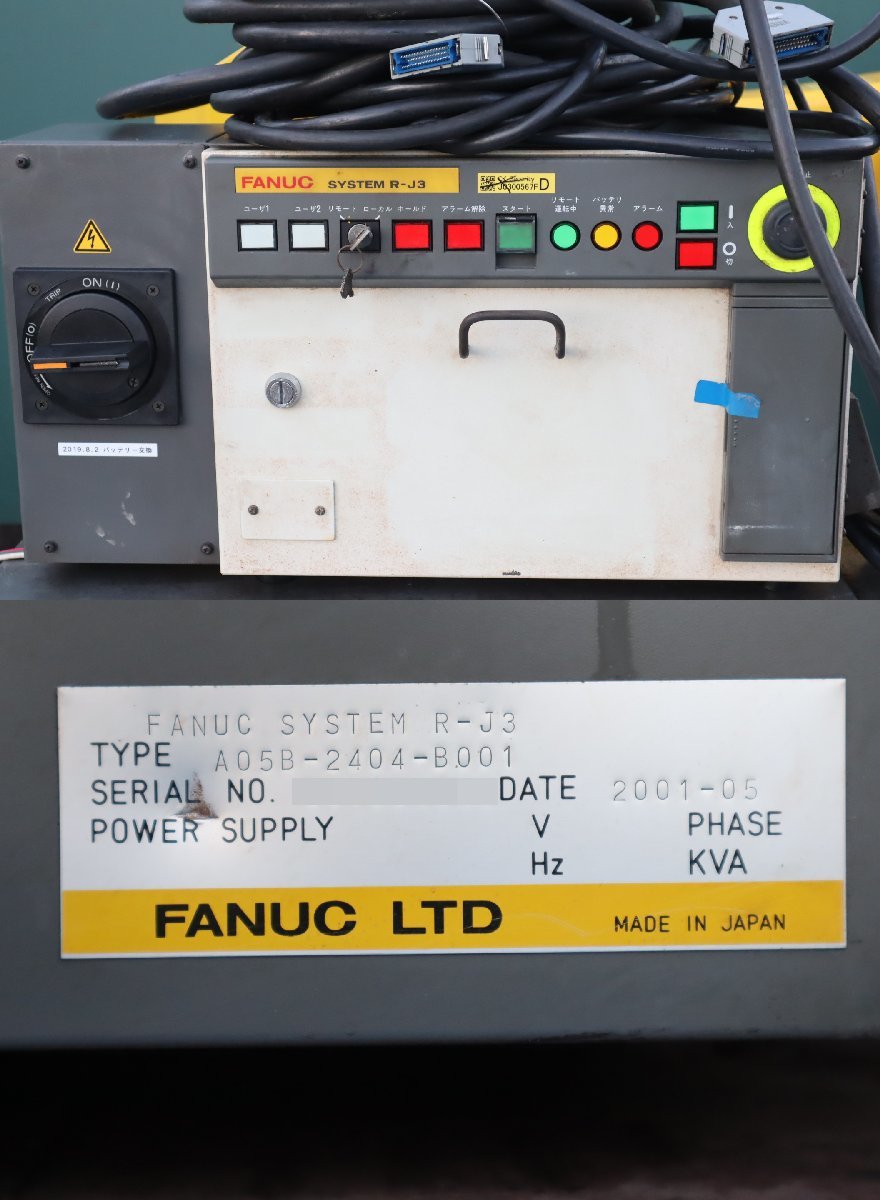 FANUC SYSTEM R-J3
J0300567F D
ユーザ1
ユーザ2
リモート ローカル
ホールド
アラーム解除
スタート
リモート
運転中
バッテリ
異常
アラーム
入
切
ON(I)
TRIP
OFF(O)
2019.8.2 バッテリー交換
FANUC SYSTEM R-J3
TYPE A05B-2404-B001
SERIAL NO. DATE 2001-05
POWER SUPPLY V PHASE
Hz KVA
FANUC LTD MADE IN JAPAN